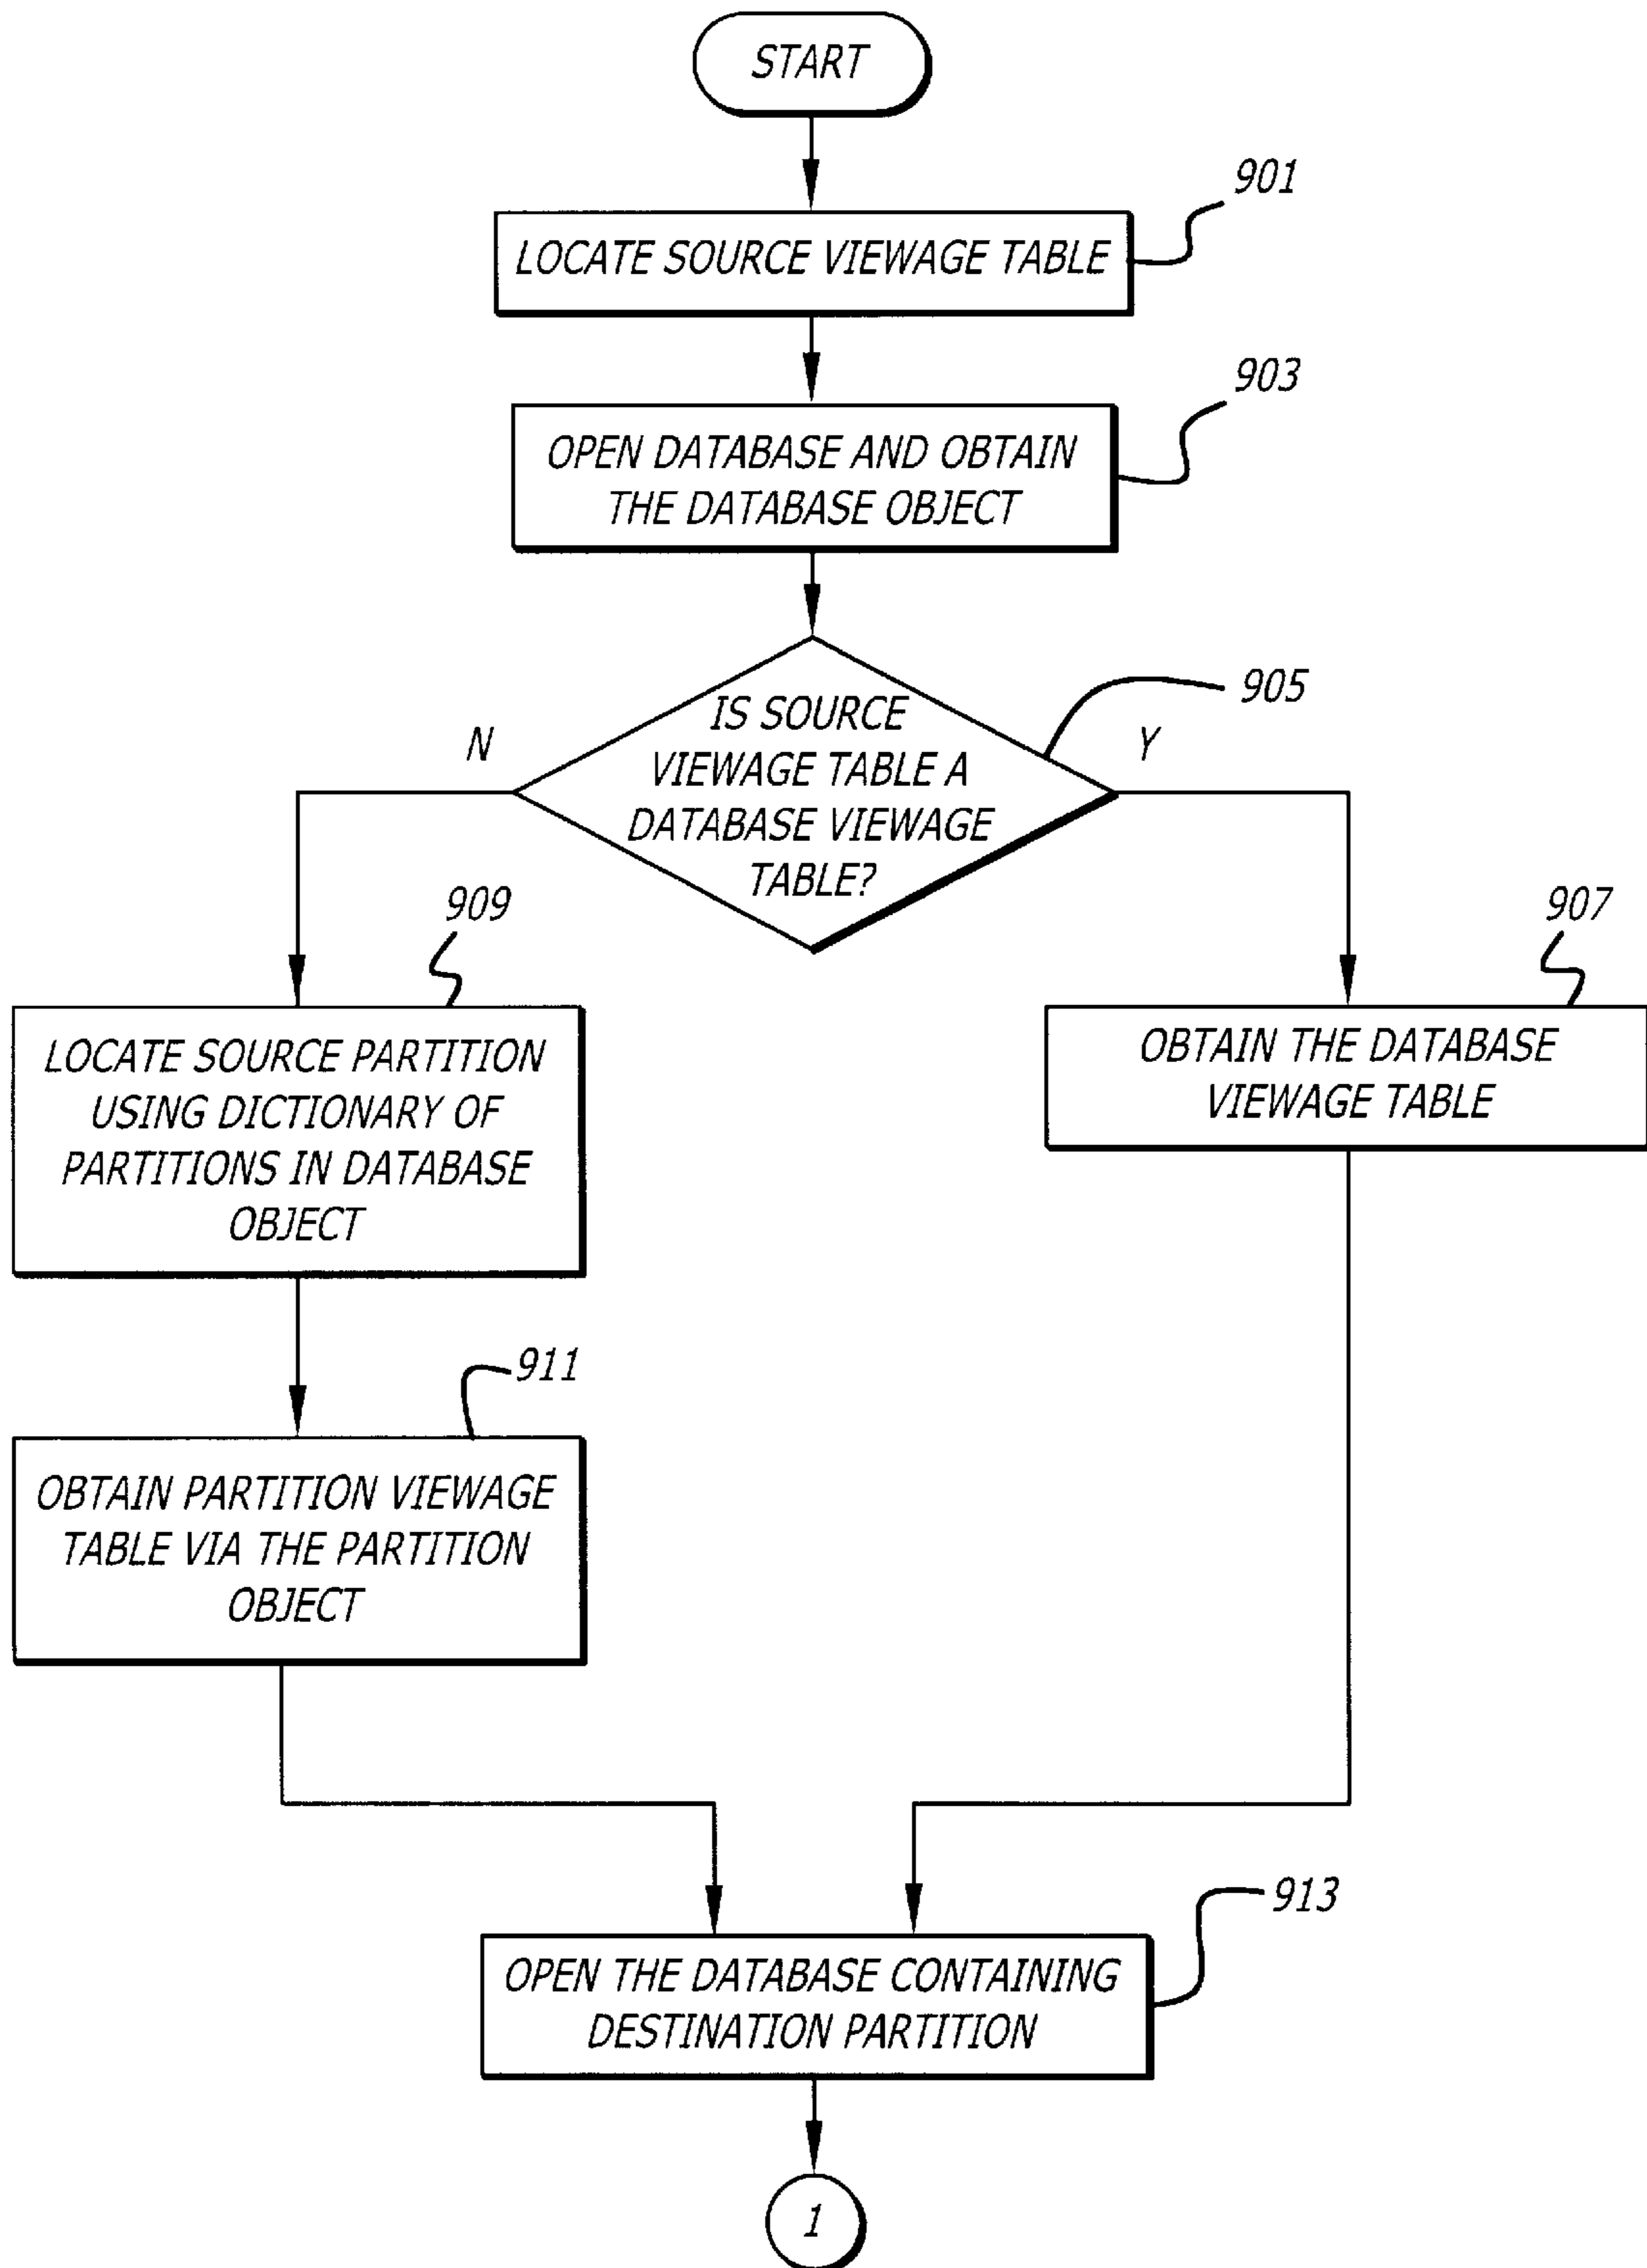 START
901
LOCATE SOURCE VIEWAGE TABLE
903
OPEN DATABASE AND OBTAIN
THE DATABASE OBJECT
905
IS SOURCE
VIEWAGE TABLE A
DATABASE VIEWAGE
TABLE?
N
Y
909
LOCATE SOURCE PARTITION
USING DICTIONARY OF
PARTITIONS IN DATABASE
OBJECT
907
OBTAIN THE DATABASE
VIEWAGE TABLE
911
OBTAIN PARTITION VIEWAGE
TABLE VIA THE PARTITION
OBJECT
913
OPEN THE DATABASE CONTAINING
DESTINATION PARTITION
1